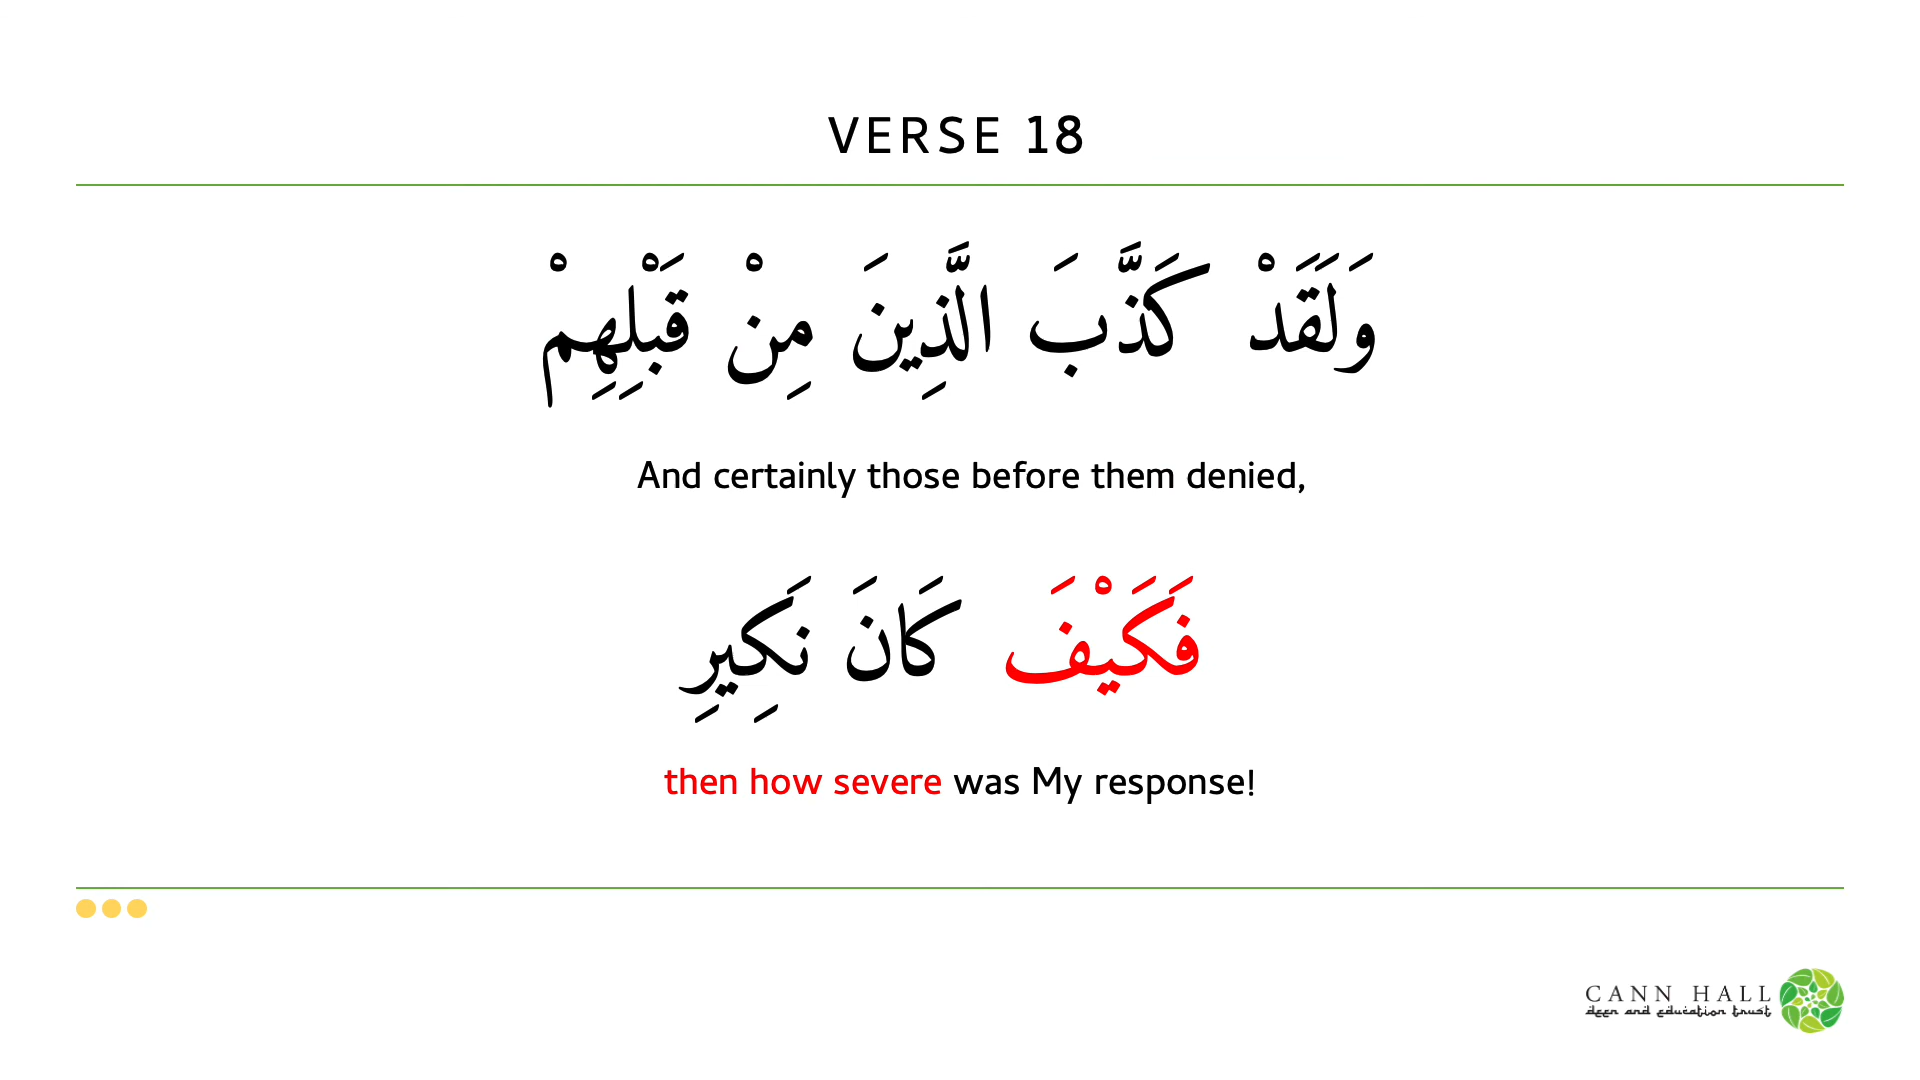 VERSE 18
وَلَقَدْ كَذَّبَ الَّذِينَ مِنْ قَبْلِهِمْ
And certainly those before them denied,
فَكَيْفَ كَانَ نَكِيرِ
then how severe was My response!
CANN HALL
deen and education trust